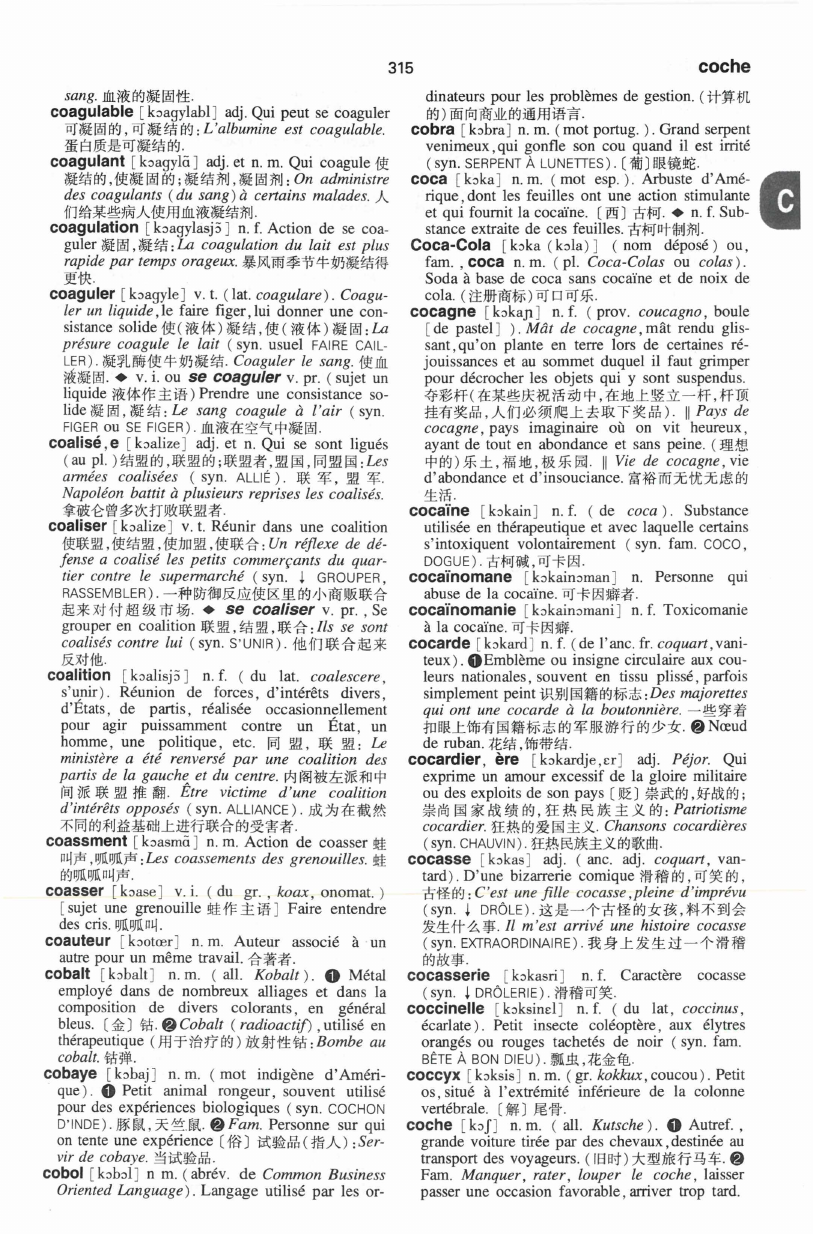 315
coche
sang. 血液的凝固性.
coagulable [kɔagylabl] adj. Qui peut se coaguler
可凝固的,可凝结的:L'albumine est coagulable.
蛋白质是可凝结的.
coagulant [kɔagylɑ̃] adj. et n. m. Qui coagule 使
凝结的,使凝固的;凝结剂,凝固剂:On administre
des coagulants (du sang) à certains malades. 人
们给某些病人使用血液凝结剂.
coagulation [kɔagylasjɔ̃] n. f. Action de se coa-
guler 凝固,凝结:La coagulation du lait est plus
rapide par temps orageux. 暴风雨季节牛奶凝结得
更快.
coaguler [kɔagyle] v. t. (lat. coagulare). Coagu-
ler un liquide,le faire figer,lui donner une con-
sistance solide 使(液体)凝结,使(液体)凝固:La
présure coagule le lait (syn. usuel FAIRE CAIL-
LER). 凝乳酶使牛奶凝结. Coaguler le sang. 使血
液凝固. ◆ v. i. ou se coaguler v. pr. (sujet un
liquide 液体作主语) Prendre une consistance so-
lide 凝固,凝结:Le sang coagule à l'air (syn.
FIGER ou SE FIGER). 血液在空气中凝固.
coalisé,e [kɔalize] adj. et n. Qui se sont ligués
(au pl.)结盟的,联盟的;联盟者,盟国,同盟国:Les
armées coalisées (syn. ALLIÉ). 联军,盟军.
Napoléon battit à plusieurs reprises les coalisés.
拿破仑曾多次打败联盟者.
coaliser [kɔalize] v. t. Réunir dans une coalition
使联盟,使结盟,使加盟,使联合:Un réflexe de dé-
fense a coalisé les petits commerçants du quar-
tier contre le supermarché (syn. ↓ GROUPER,
RASSEMBLER). 一种防御反应使区里的小商贩联合
起来对付超级市场. ◆ se coaliser v. pr. , Se
grouper en coalition 联盟,结盟,联合:Ils se sont
coalisés contre lui (syn. S'UNIR). 他们联合起来
反对他.
coalition [kɔalisjɔ̃] n. f. (du lat. coalescere,
s'unir). Réunion de forces, d'intérêts divers,
d'États, de partis, réalisée occasionnellement
pour agir puissamment contre un État, un
homme, une politique, etc. 同盟,联盟: Le
ministère a été renversé par une coalition des
partis de la gauche et du centre. 内阁被左派和中
间派联盟推翻. Être victime d'une coalition
d'intérêts opposés (syn. ALLIANCE). 成为在截然
不同的利益基础上进行联合的受害者.
coassment [kɔasmɑ̃] n. m. Action de coasser 蛙
叫声,呱呱声:Les coassements des grenouilles. 蛙
的呱呱叫声.
coasser [kɔase] v. i. (du gr. , koax, onomat.)
[sujet une grenouille 蛙作主语] Faire entendre
des cris. 呱呱叫.
coauteur [kɔotœr] n. m. Auteur associé à un
autre pour un même travail. 合著者.
cobalt [kɔbalt] n. m. (all. Kobalt). ❶ Métal
employé dans de nombreux alliages et dans la
composition de divers colorants, en général
bleus. 〔金〕钴. ❷ Cobalt (radioactif) ,utilisé en
thérapeutique (用于治疗的)放射性钴:Bombe au
cobalt. 钴弹.
cobaye [kɔbaj] n. m. (mot indigène d'Améri-
que). ❶ Petit animal rongeur, souvent utilisé
pour des expériences biologiques (syn. COCHON
D'INDE). 豚鼠,天竺鼠. ❷ Fam. Personne sur qui
on tente une expérience 〔俗〕试验品(指人):Ser-
vir de cobaye. 当试验品.
cobol [kɔbɔl] n m. (abrév. de Common Business
Oriented Language). Langage utilisé par les or-
dinateurs pour les problèmes de gestion. (计算机
的)面向商业的通用语言.
cobra [kɔbra] n. m. (mot portug.). Grand serpent
venimeux,qui gonfle son cou quand il est irrité
(syn. SERPENT À LUNETTES). 〔葡〕眼镜蛇.
coca [kɔka] n. m. (mot esp.). Arbuste d'Amé-
rique,dont les feuilles ont une action stimulante
et qui fournit la cocaïne. 〔西〕古柯. ◆ n. f. Sub-
stance extraite de ces feuilles. 古柯叶制剂.
C
Coca-Cola [kɔka(kɔla)] (nom déposé) ou,
fam. , coca n. m. (pl. Coca-Colas ou colas).
Soda à base de coca sans cocaïne et de noix de
cola. (注册商标)可口可乐.
cocagne [kɔkaɲ] n. f. (prov. coucagno, boule
[de pastel]). Mât de cocagne,mât rendu glis-
sant,qu'on plante en terre lors de certaines ré-
jouissances et au sommet duquel il faut grimper
pour décrocher les objets qui y sont suspendus.
夺彩杆(在某些庆祝活动中,在地上竖立一杆,杆顶
挂有奖品,人们必须爬上去取下奖品). ‖ Pays de
cocagne, pays imaginaire où on vit heureux,
ayant de tout en abondance et sans peine. (理想
中的)乐土,福地,极乐园. ‖ Vie de cocagne, vie
d'abondance et d'insouciance. 富裕而无忧无虑的
生活.
cocaïne [kɔkain] n. f. (de coca). Substance
utilisée en thérapeutique et avec laquelle certains
s'intoxiquent volontairement (syn. fam. COCO,
DOGUE). 古柯碱,可卡因.
cocaïnomane [kɔkainɔman] n. Personne qui
abuse de la cocaïne. 可卡因癖者.
cocaïnomanie [kɔkainɔmani] n. f. Toxicomanie
à la cocaïne. 可卡因癖.
cocarde [kɔkard] n. f. (de l'anc. fr. coquart,vani-
teux). ❶Emblème ou insigne circulaire aux cou-
leurs nationales, souvent en tissu plissé, parfois
simplement peint 识别国籍的标志:Des majorettes
qui ont une cocarde à la boutonnière. 一些穿着
扣眼上饰有国籍标志的军服游行的少女. ❷ Nœud
de ruban. 花结,饰带结.
cocardier, ère [kɔkardje,ɛr] adj. Péjor. Qui
exprime un amour excessif de la gloire militaire
ou des exploits de son pays 〔贬〕崇武的,好战的;
崇尚国家战绩的,狂热民族主义的: Patriotisme
cocardier. 狂热的爱国主义. Chansons cocardières
(syn. CHAUVIN). 狂热民族主义的歌曲.
cocasse [kɔkas] adj. (anc. adj. coquart, van-
tard). D'une bizarrerie comique 滑稽的,可笑的,
古怪的:C'est une fille cocasse,pleine d'imprévu
(syn. ↓ DRÔLE). 这是一个古怪的女孩,料不到会
发生什么事. Il m'est arrivé une histoire cocasse
(syn. EXTRAORDINAIRE). 我身上发生过一个滑稽
的故事.
cocasserie [kɔkasri] n. f. Caractère cocasse
(syn. ↓DRÔLERIE). 滑稽可笑.
coccinelle [kɔksinɛl] n. f. (du lat, coccinus,
écarlate). Petit insecte coléoptère, aux élytres
orangés ou rouges tachetés de noir (syn. fam.
BÊTE À BON DIEU). 瓢虫,花金龟.
coccyx [kɔksis] n. m. (gr. kokkux,coucou). Petit
os,situé à l'extrémité inférieure de la colonne
vertébrale. 〔解〕尾骨.
coche [kɔʃ] n. m. (all. Kutsche). ❶ Autref. ,
grande voiture tirée par des chevaux,destinée au
transport des voyageurs. (旧时)大型旅行马车. ❷
Fam. Manquer, rater, louper le coche, laisser
passer une occasion favorable, arriver trop tard.